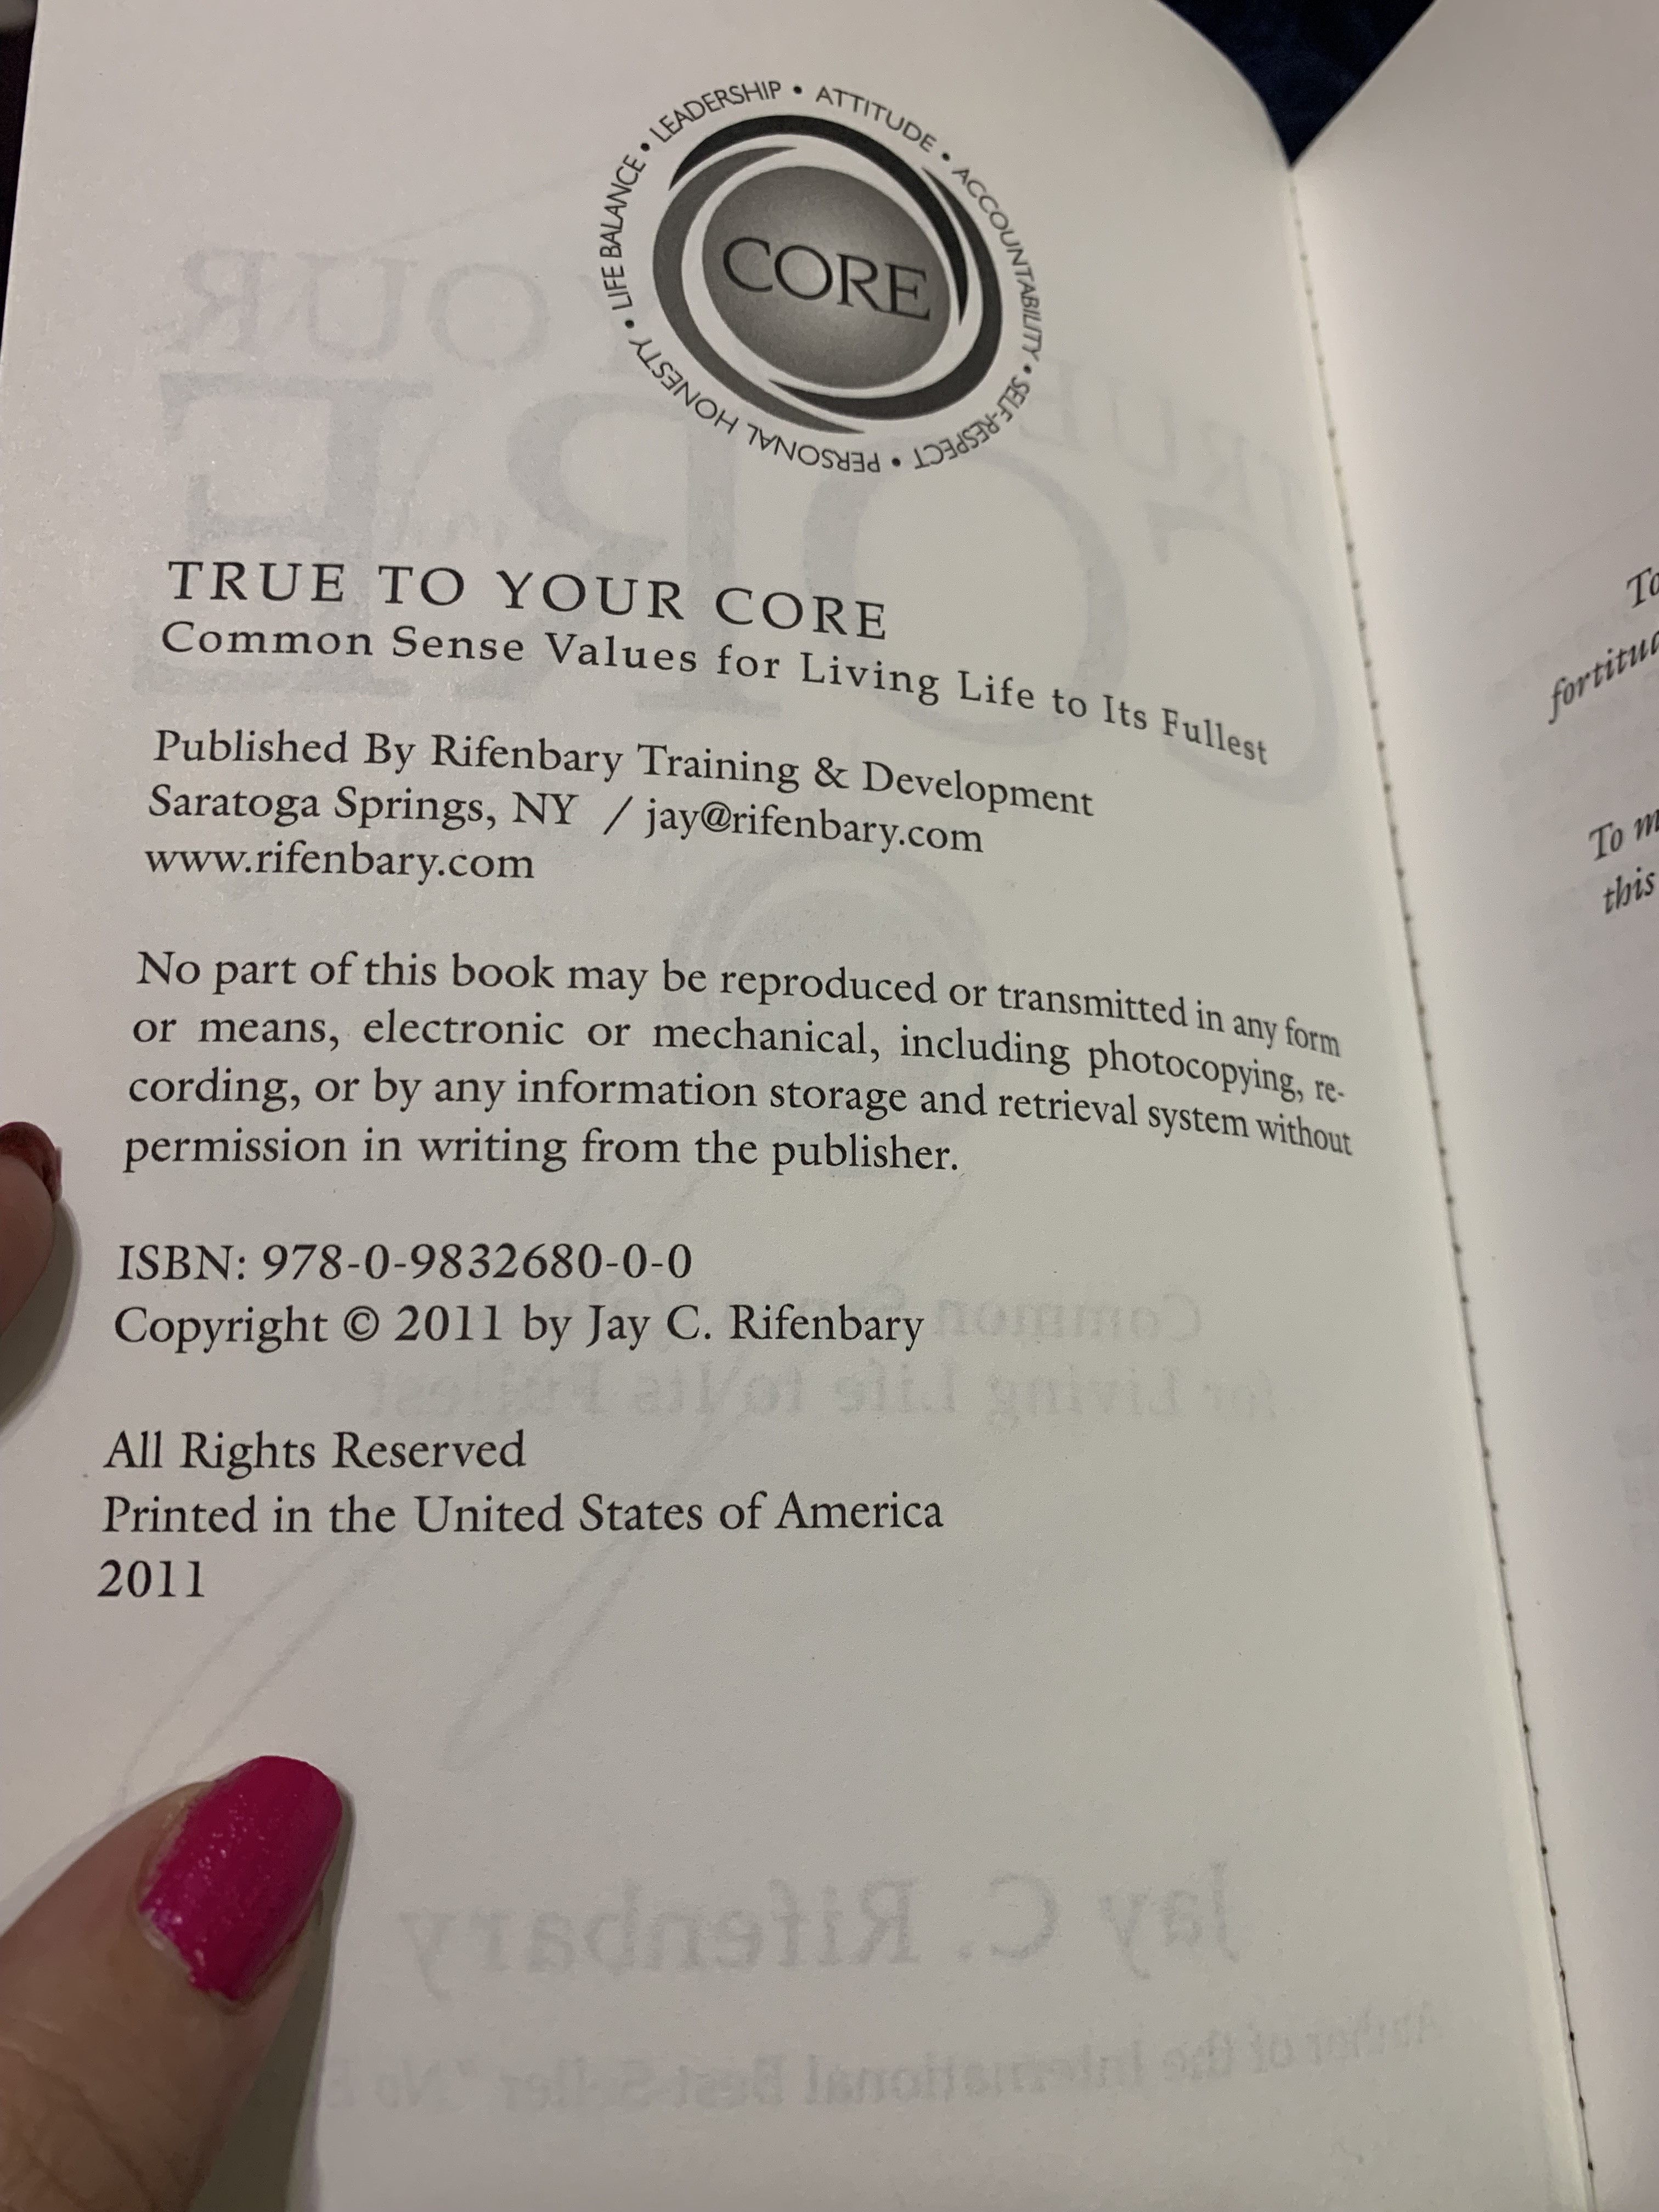 LEADERSHIP • ATTITUDE • ACCOUNTABILITY • SELF-RESPECT • PERSONAL HONESTY • LIFE BALANCE •
CORE
TRUE TO YOUR CORE
Common Sense Values for Living Life to Its Fullest
Published By Rifenbary Training & Development
Saratoga Springs, NY / jay@rifenbary.com
www.rifenbary.com
No part of this book may be reproduced or transmitted in any form
or means, electronic or mechanical, including photocopying, re-
cording, or by any information storage and retrieval system without
permission in writing from the publisher.
ISBN: 978-0-9832680-0-0
Copyright © 2011 by Jay C. Rifenbary
All Rights Reserved
Printed in the United States of America
2011
To
this